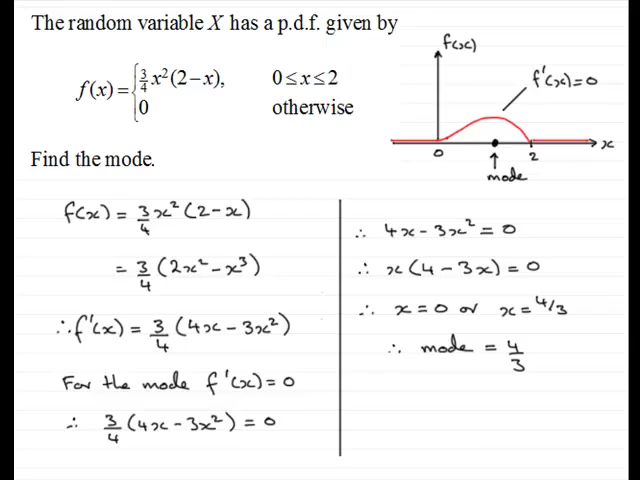 The random variable X has a p.d.f. given by
f(x) = { 3/4 x²(2 − x), 0 ≤ x ≤ 2
0 otherwise
Find the mode.
f(x)
f'(x) = 0
0 2 x
mode
f(x) = 3/4 x² (2 − x)
= 3/4 (2x² − x³)
∴ f'(x) = 3/4 (4x − 3x²)
For the mode f'(x) = 0
∴ 3/4 (4x − 3x²) = 0
∴ 4x − 3x² = 0
∴ x(4 − 3x) = 0
∴ x = 0 or x = 4/3
∴ mode = 4/3